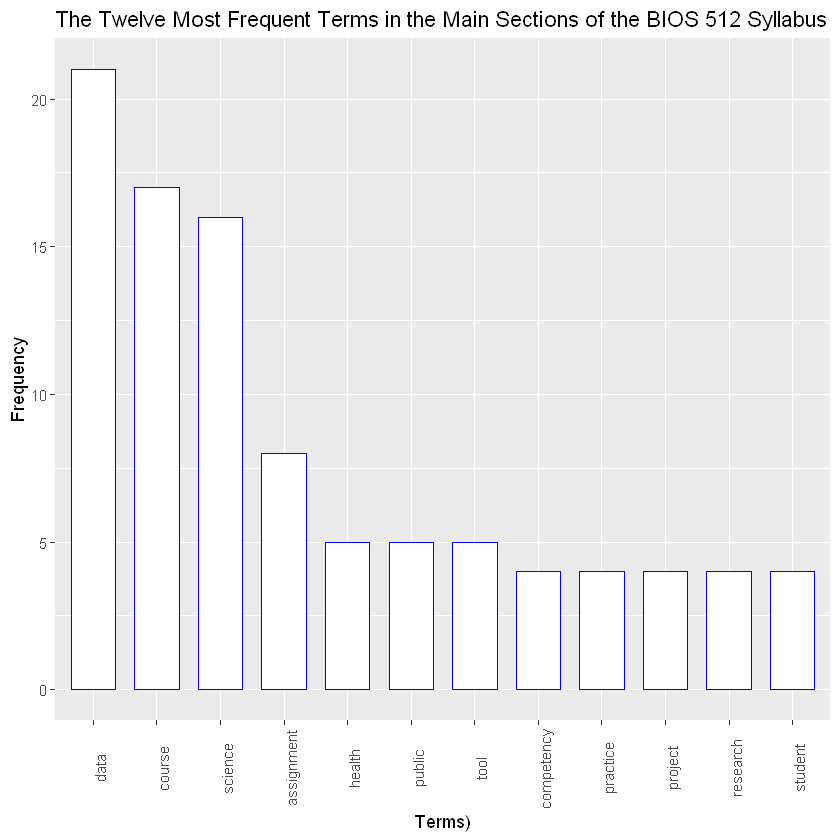 The Twelve Most Frequent Terms in the Main Sections of the BIOS 512 Syllabus
Frequency
20
15
10
5
0
data
course
science
assignment
health
public
tool
competency
practice
project
research
student
Terms)